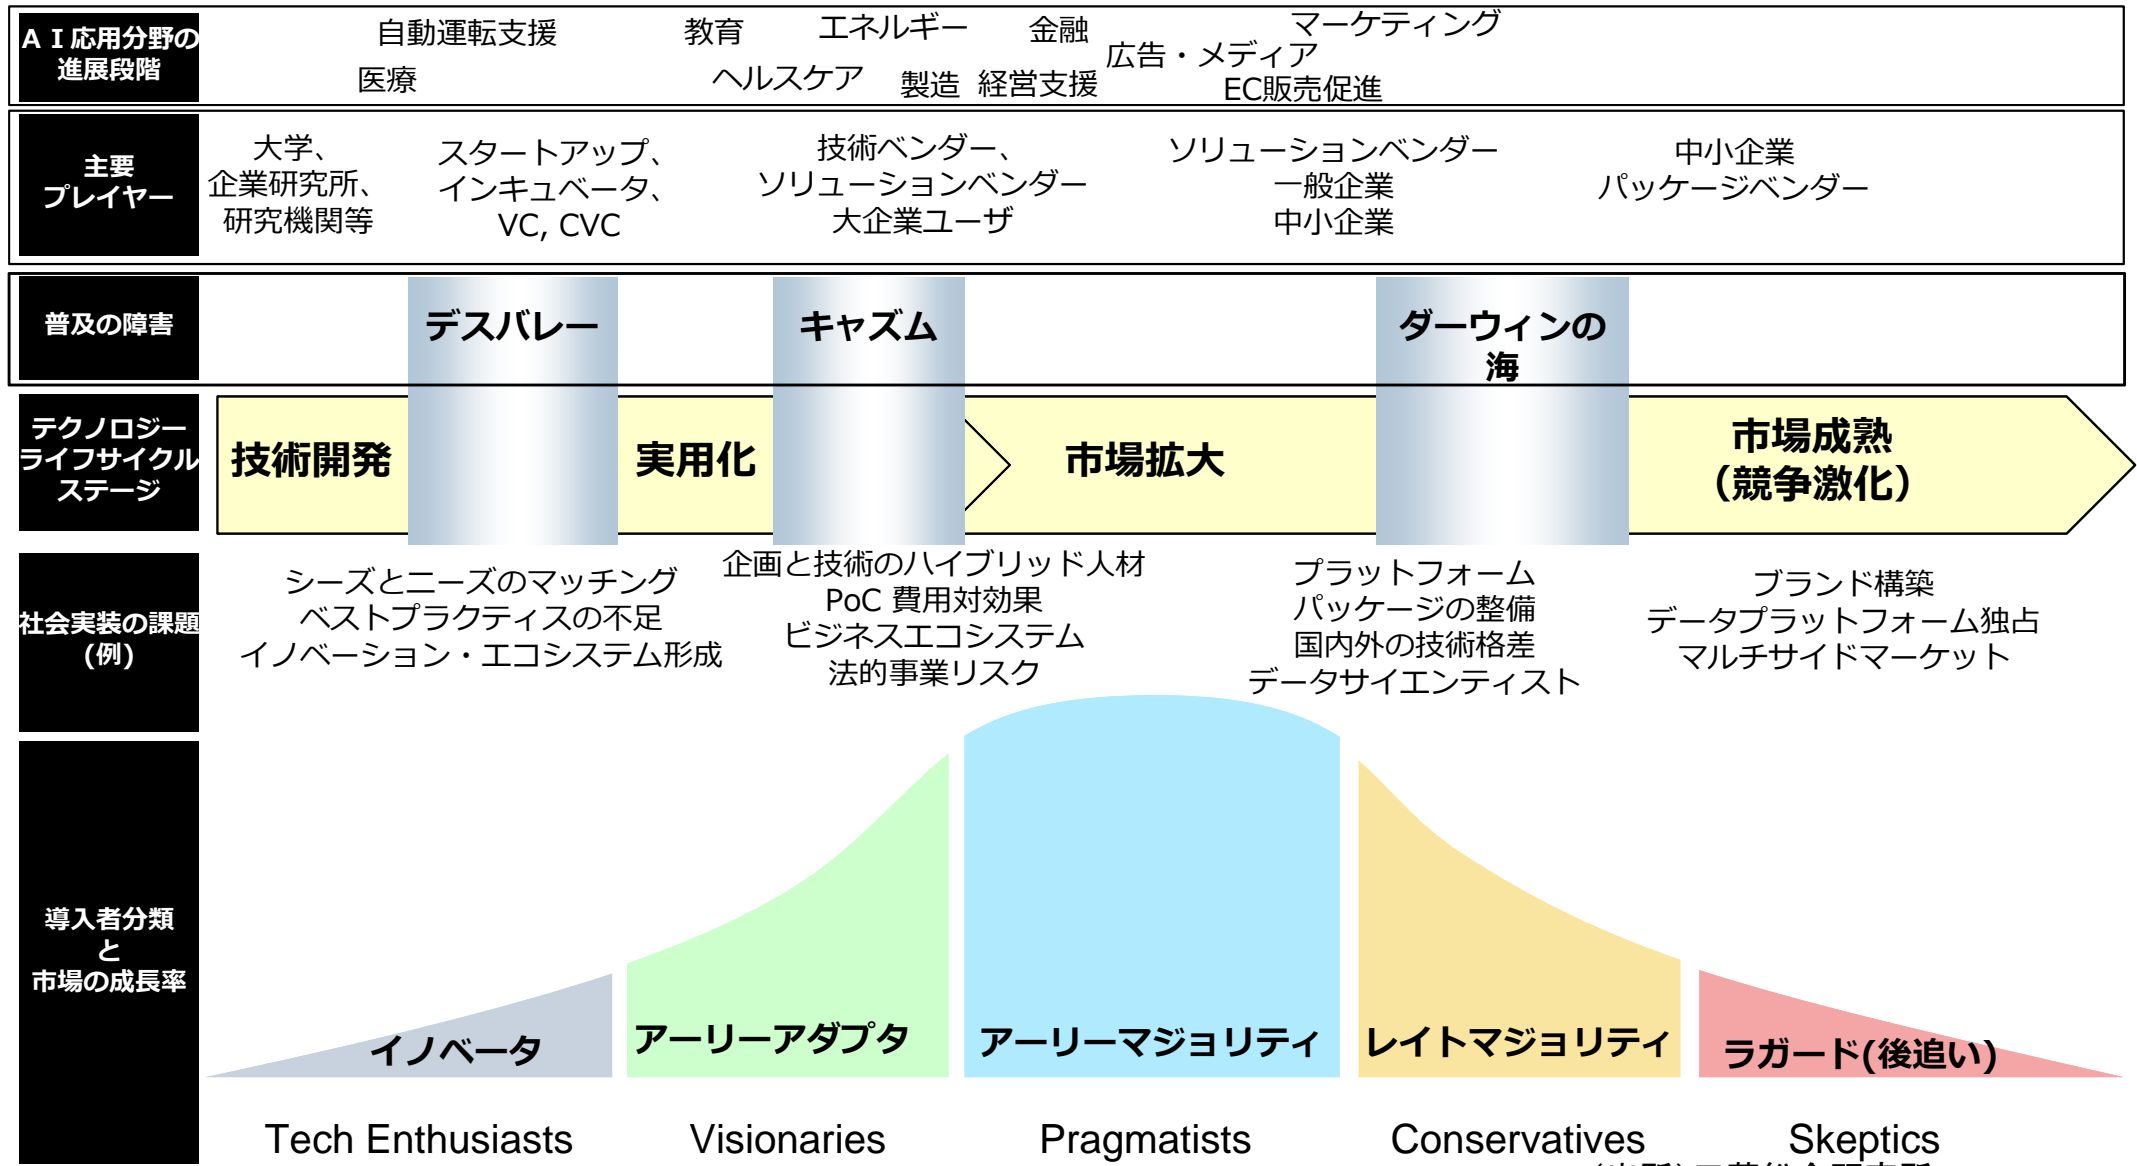 ＡＩ応用分野の
進展段階
自動運転支援
教育
エネルギー
金融
マーケティング
医療
ヘルスケア
製造
経営支援
広告・メディア
EC販売促進
主要
プレイヤー
大学、
企業研究所、
研究機関等
スタートアップ、
インキュベータ、
VC, CVC
技術ベンダー、
ソリューションベンダー
大企業ユーザ
ソリューションベンダー
一般企業
中小企業
中小企業
パッケージベンダー
普及の障害
デスバレー
キャズム
ダーウィンの
海
テクノロジー
ライフサイクル
ステージ
技術開発
実用化
市場拡大
市場成熟
（競争激化）
社会実装の課題
(例)
シーズとニーズのマッチング
ベストプラクティスの不足
イノベーション・エコシステム形成
企画と技術のハイブリッド人材
PoC 費用対効果
ビジネスエコシステム
法的事業リスク
プラットフォーム
パッケージの整備
国内外の技術格差
データサイエンティスト
ブランド構築
データプラットフォーム独占
マルチサイドマーケット
導入者分類
と
市場の成長率
イノベータ
アーリーアダプタ
アーリーマジョリティ
レイトマジョリティ
ラガード(後追い)
Tech Enthusiasts
Visionaries
Pragmatists
Conservatives
Skeptics